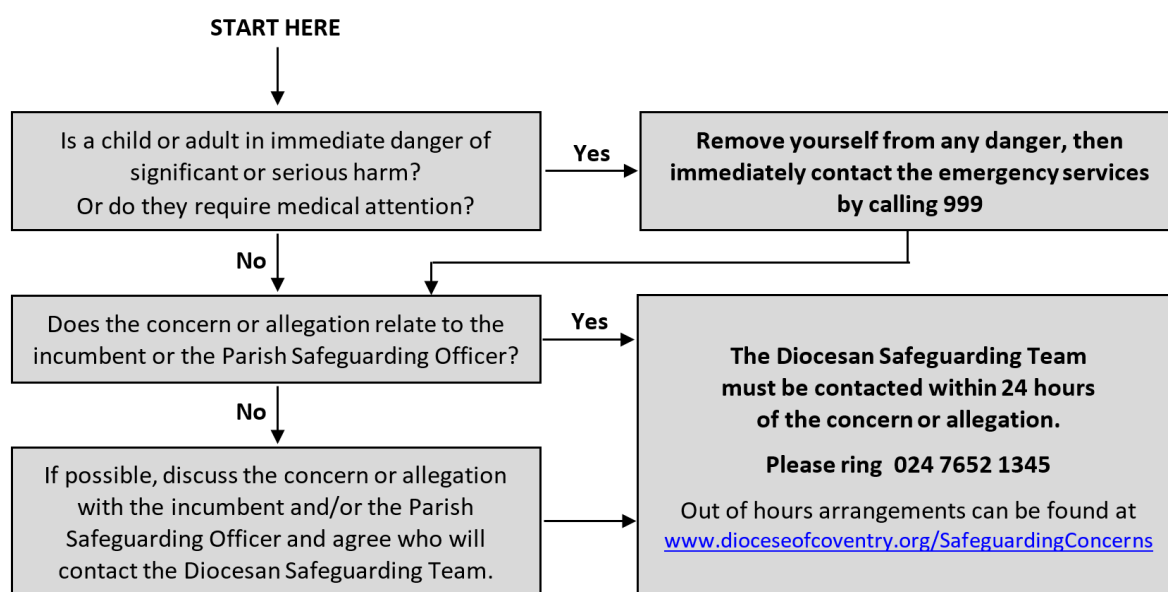 START HERE
Is a child or adult in immediate danger of
significant or serious harm?
Or do they require medical attention?
Yes
Remove yourself from any danger, then
immediately contact the emergency services
by calling 999
No
Does the concern or allegation relate to the
incumbent or the Parish Safeguarding Officer?
Yes
The Diocesan Safeguarding Team
must be contacted within 24 hours
of the concern or allegation.
Please ring 024 7652 1345
Out of hours arrangements can be found at
www.dioceseofcoventry.org/SafeguardingConcerns
No
If possible, discuss the concern or allegation
with the incumbent and/or the Parish
Safeguarding Officer and agree who will
contact the Diocesan Safeguarding Team.